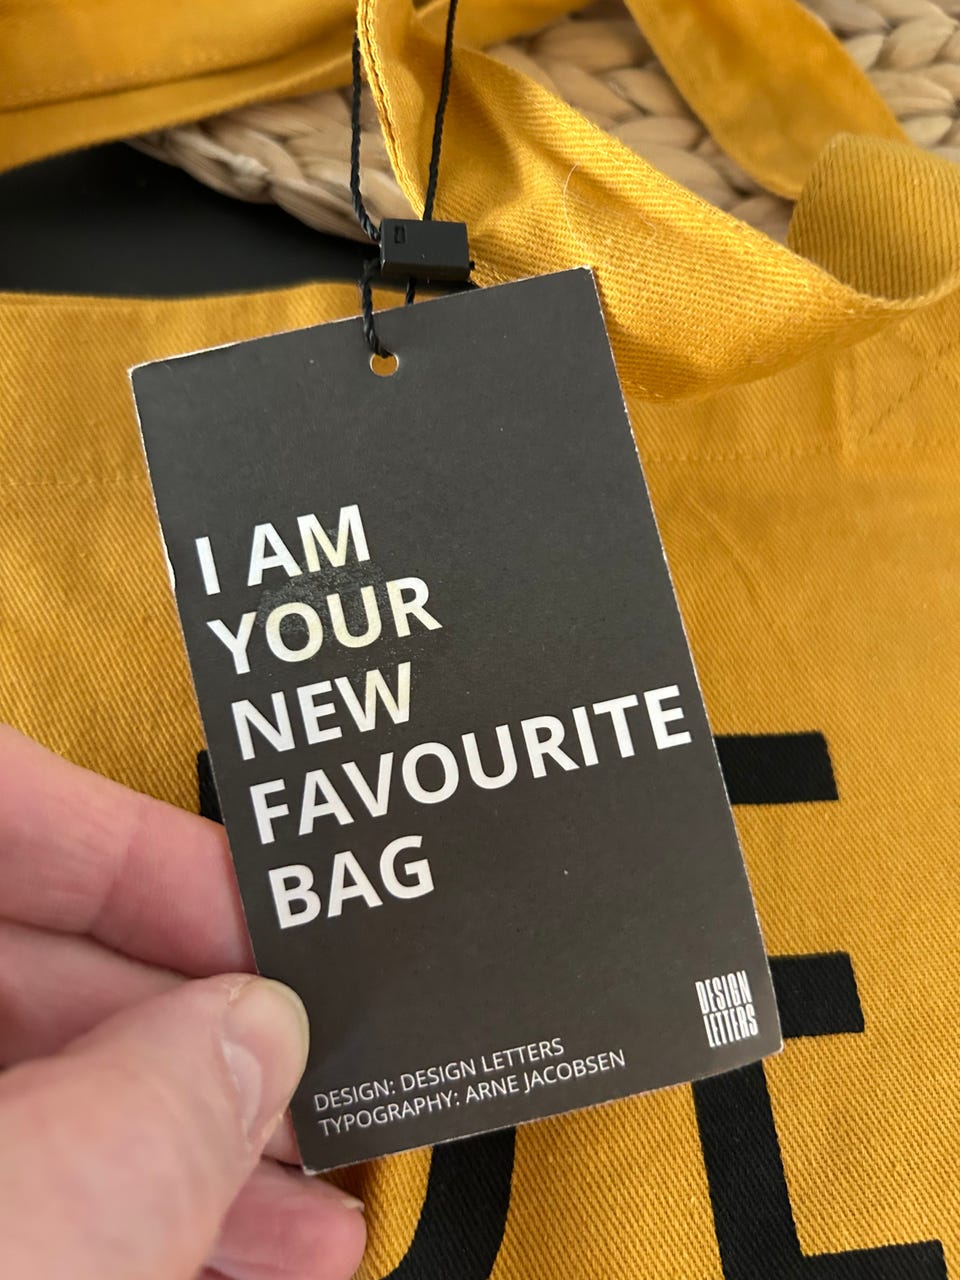 I AM
YOUR
NEW
FAVOURITE
BAG
DESIGN
LETTERS
DESIGN: DESIGN LETTERS
TYPOGRAPHY: ARNE JACOBSEN